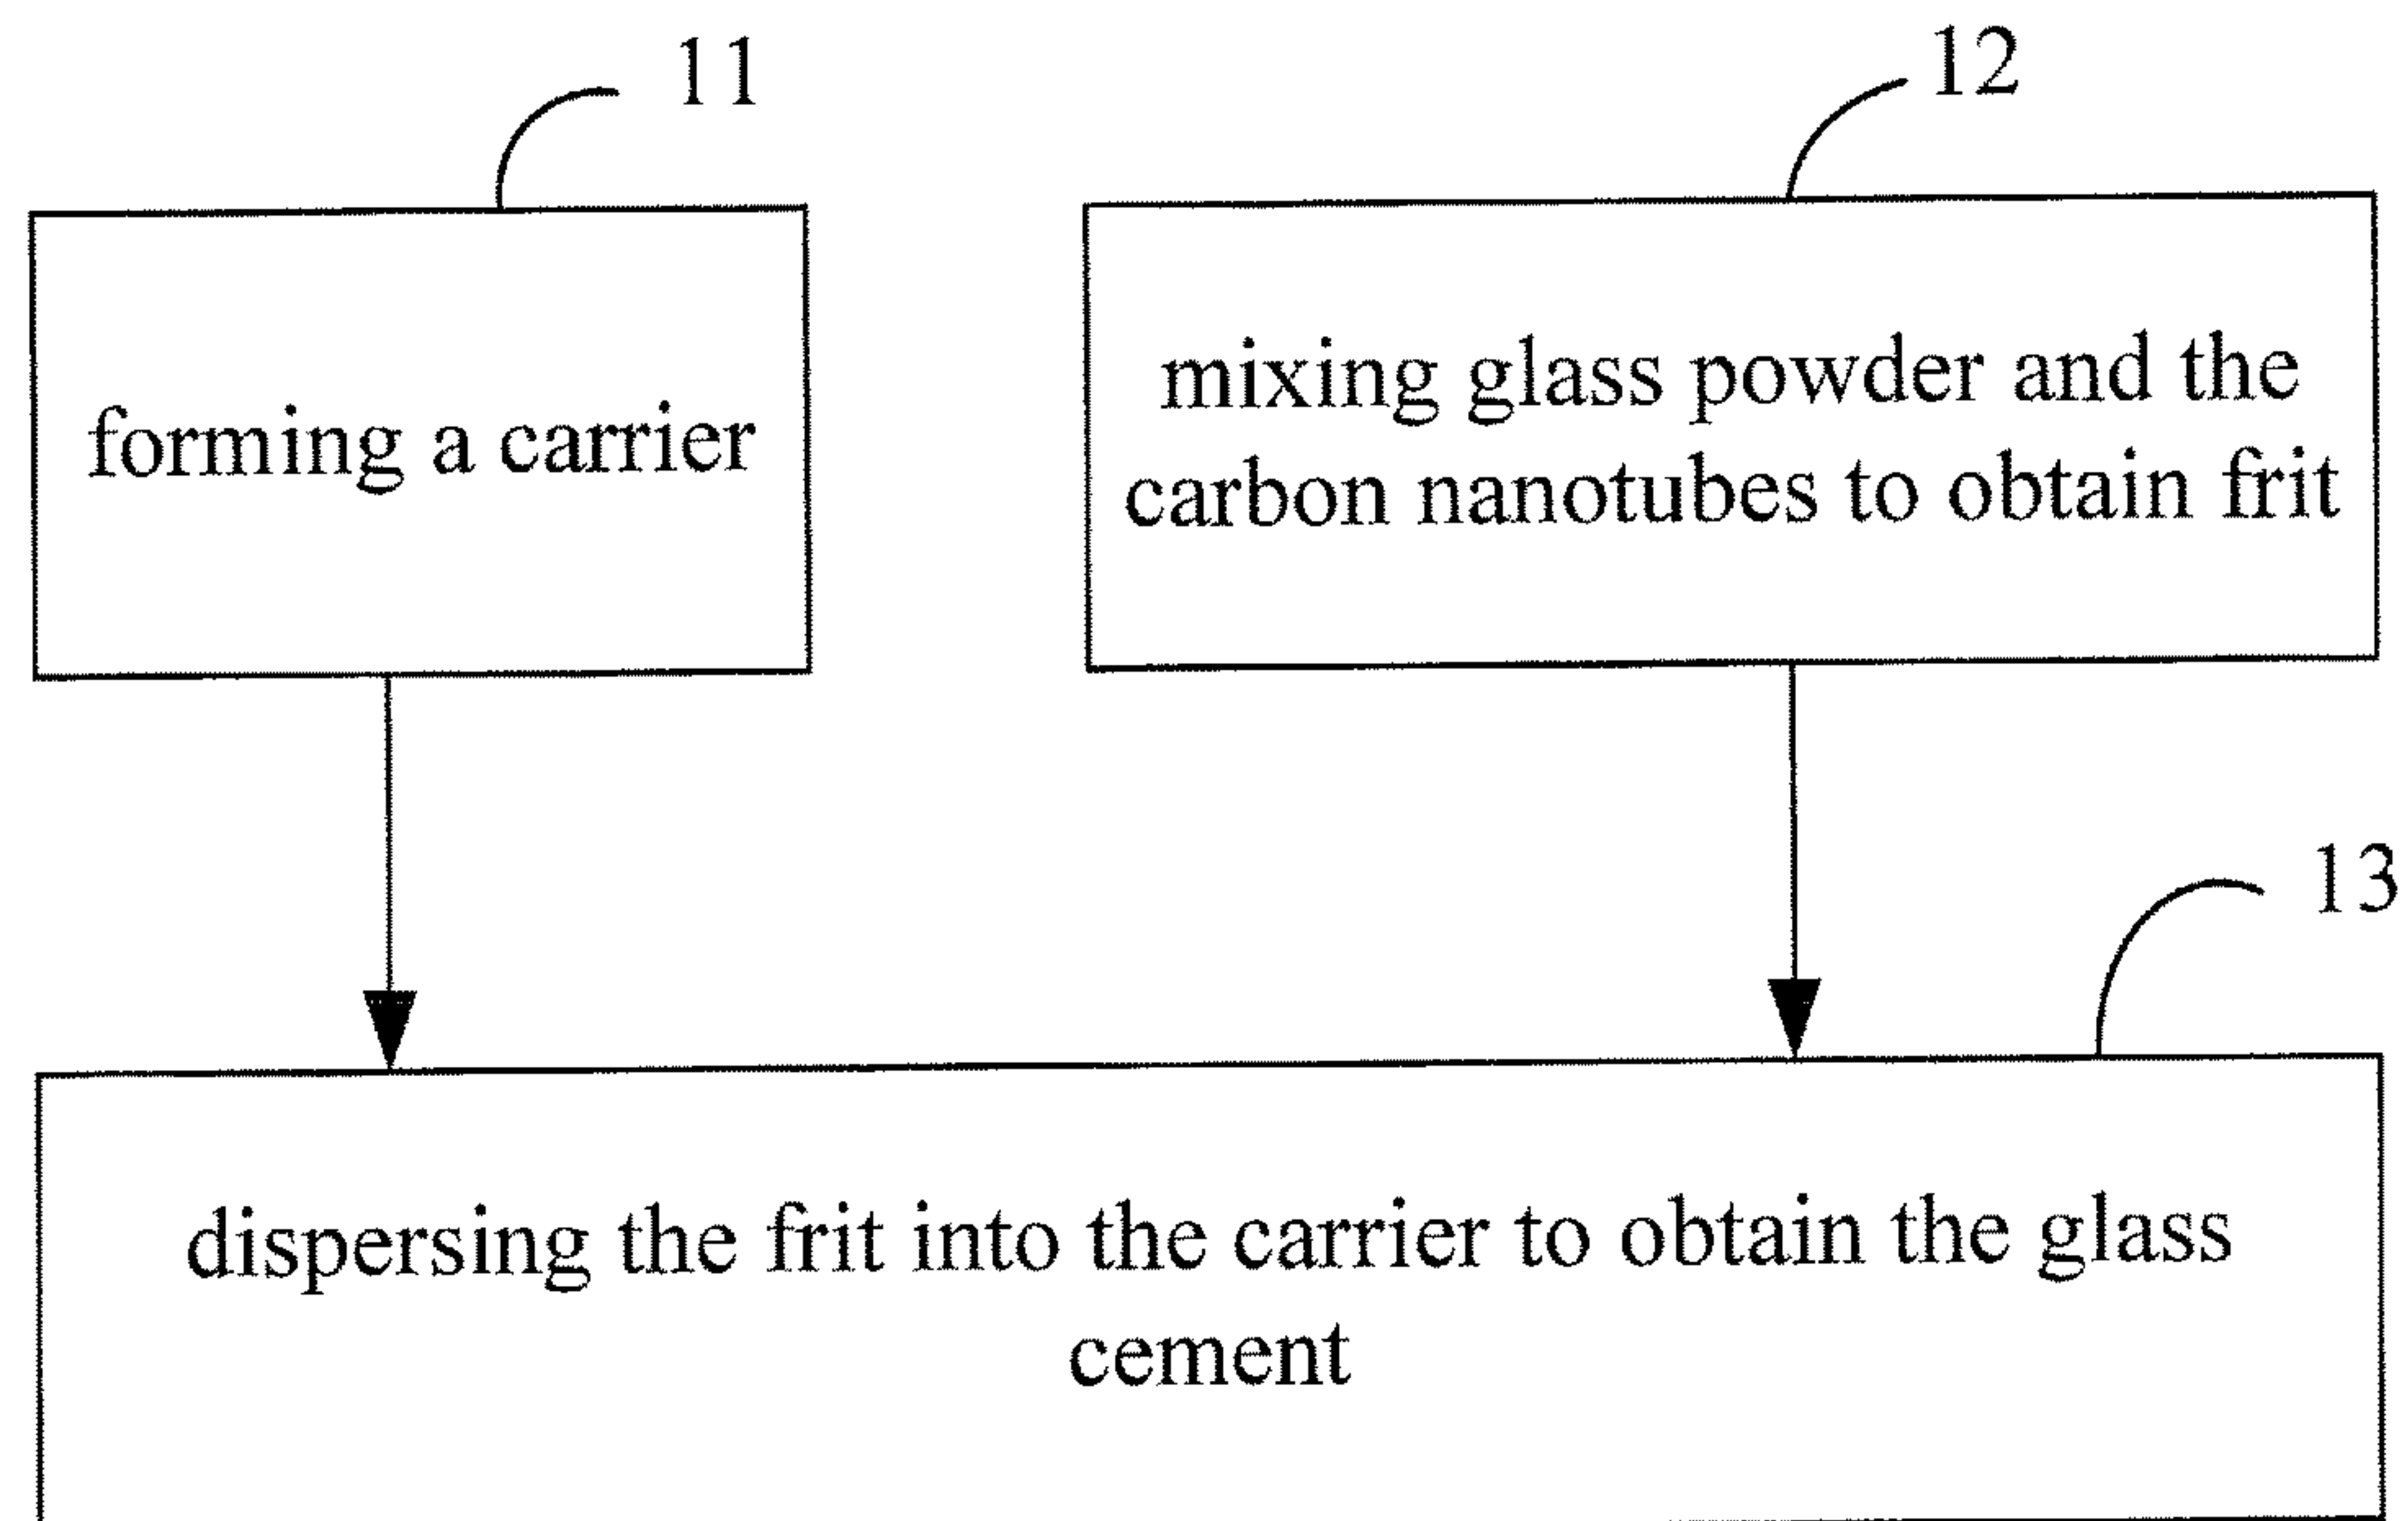 11
12
forming a carrier
mixing glass powder and the
carbon nanotubes to obtain frit
13
dispersing the frit into the carrier to obtain the glass
cement